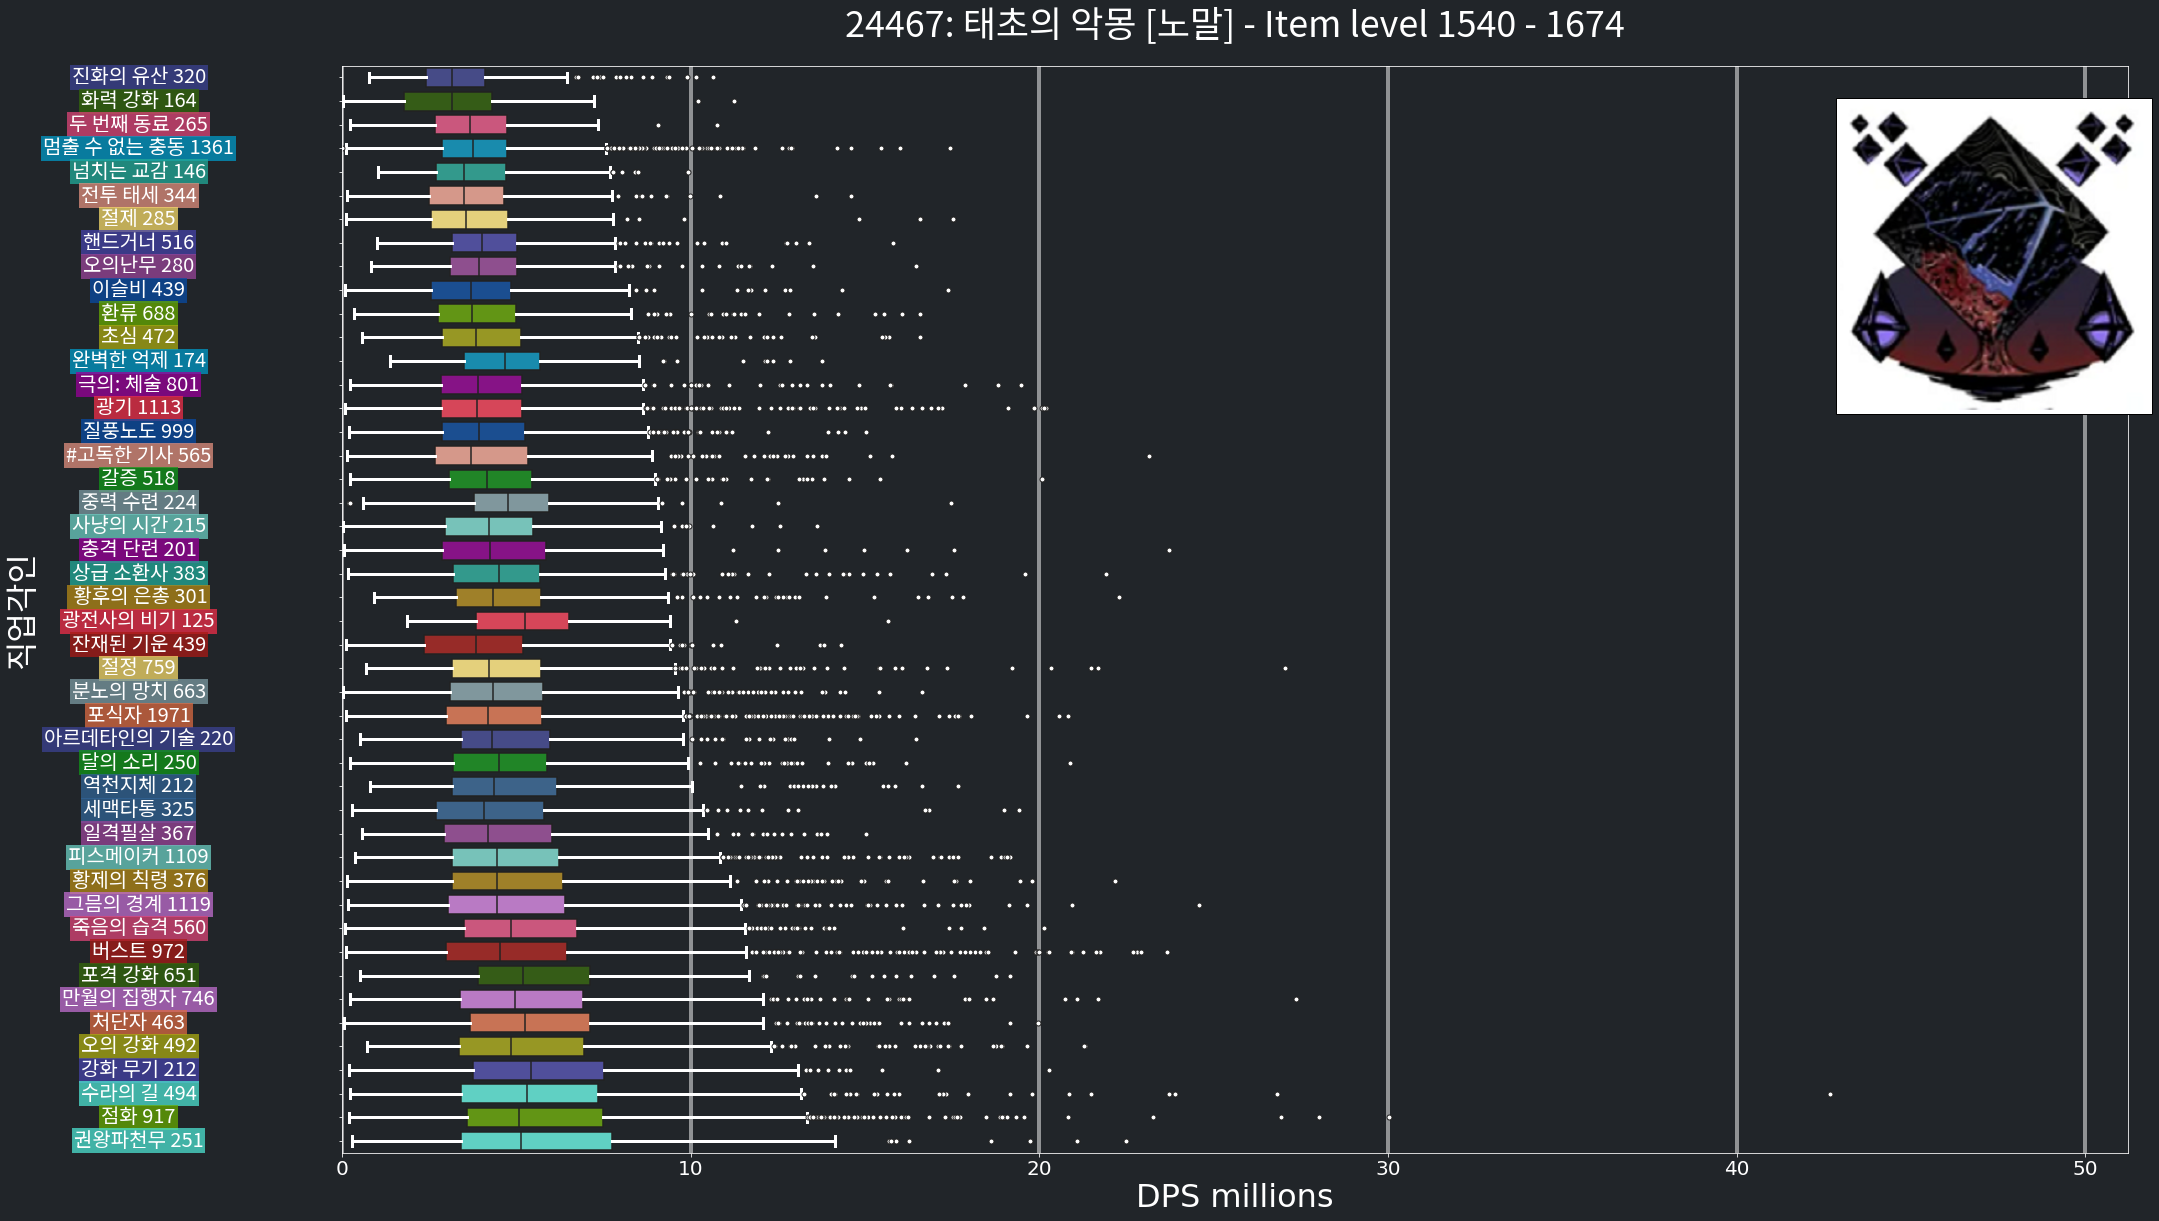 24467: 태초의 악몽 [노말] - Item level 1540 - 1674
진화의 유산 320
화력 강화 164
두 번째 동료 265
멈출 수 없는 충동 1361
넘치는 교감 146
전투 태세 344
절제 285
핸드거너 516
오의난무 280
이슬비 439
환류 688
초심 472
완벽한 억제 174
극의: 체술 801
광기 1113
질풍노도 999
#고독한 기사 565
갈증 518
중력 수련 224
사냥의 시간 215
충격 단련 201
상급 소환사 383
황후의 은총 301
광전사의 비기 125
잔재된 기운 439
절정 759
분노의 망치 663
포식자 1971
아르데타인의 기술 220
달의 소리 250
역천지체 212
세맥타통 325
일격필살 367
피스메이커 1109
황제의 칙령 376
그믐의 경계 1119
죽음의 습격 560
버스트 972
포격 강화 651
만월의 집행자 746
처단자 463
오의 강화 492
강화 무기 212
수라의 길 494
점화 917
권왕파천무 251
직업각인
0 10 20 30 40 50
DPS millions